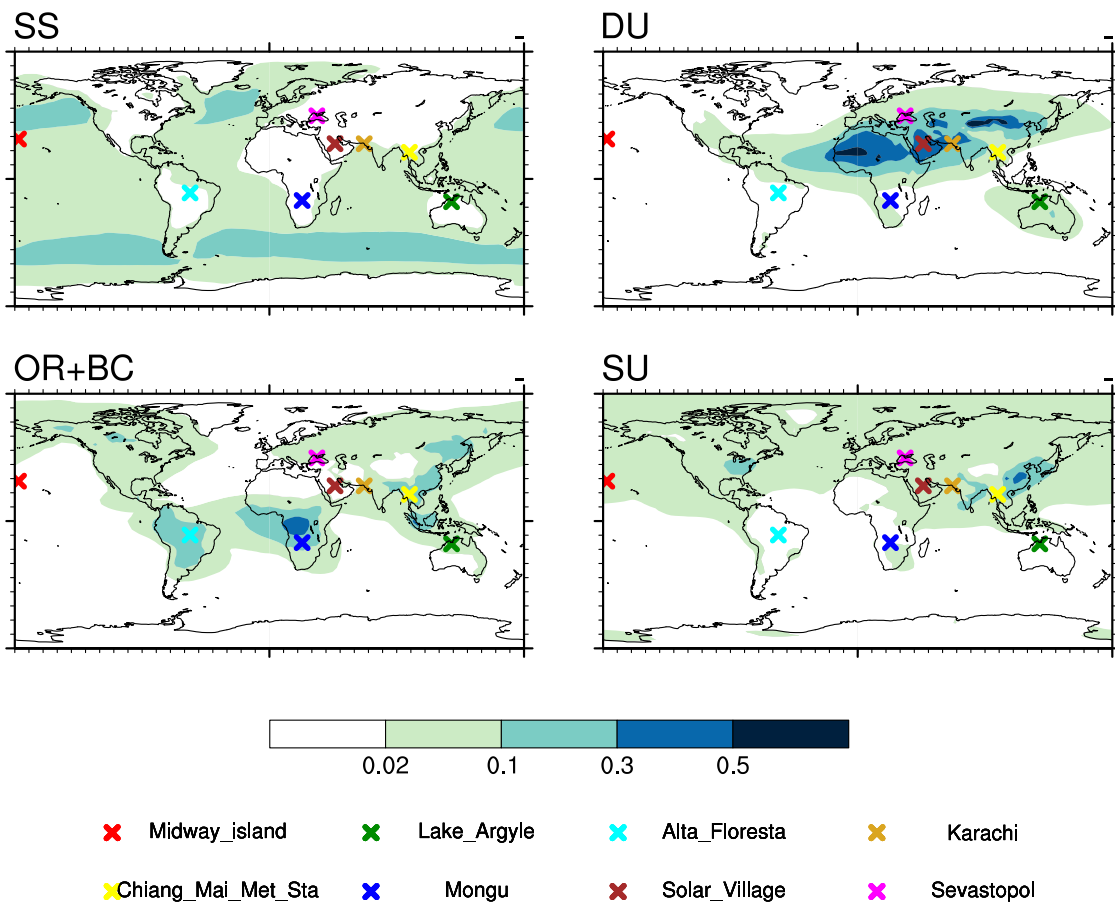 SS
DU
OR+BC
SU
0.02 0.1 0.3 0.5
Midway_island Lake_Argyle Alta_Floresta Karachi
Chiang_Mai_Met_Sta Mongu Solar_Village Sevastopol